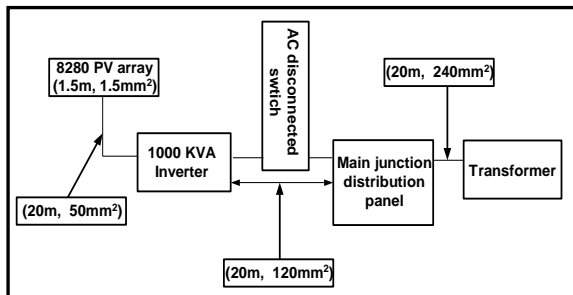 8280 PV array
(1.5m, 1.5mm²)
AC disconnected
swtich
(20m, 240mm²)
1000 KVA
Inverter
Main junction
distribution
panel
Transformer
(20m, 50mm²)
(20m, 120mm²)